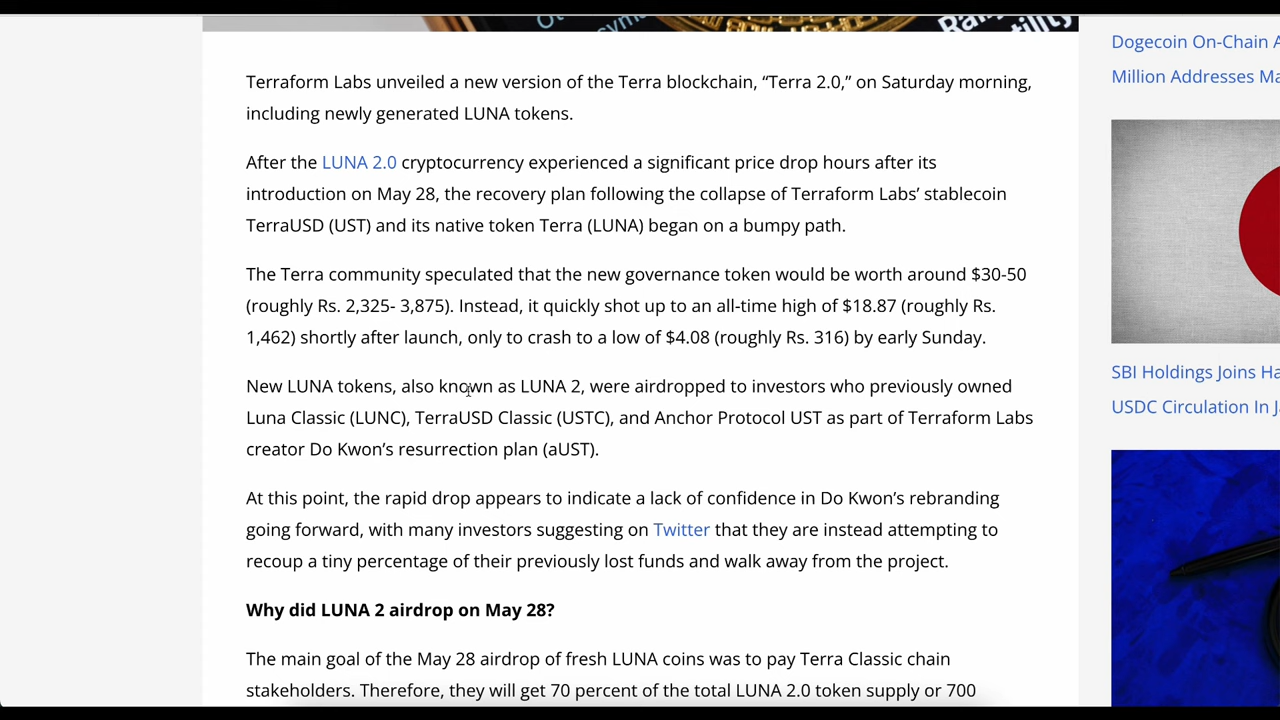 Terraform Labs unveiled a new version of the Terra blockchain, “Terra 2.0,” on Saturday morning,
including newly generated LUNA tokens.
After the LUNA 2.0 cryptocurrency experienced a significant price drop hours after its
introduction on May 28, the recovery plan following the collapse of Terraform Labs’ stablecoin
TerraUSD (UST) and its native token Terra (LUNA) began on a bumpy path.
The Terra community speculated that the new governance token would be worth around $30-50
(roughly Rs. 2,325- 3,875). Instead, it quickly shot up to an all-time high of $18.87 (roughly Rs.
1,462) shortly after launch, only to crash to a low of $4.08 (roughly Rs. 316) by early Sunday.
New LUNA tokens, also known as LUNA 2, were airdropped to investors who previously owned
Luna Classic (LUNC), TerraUSD Classic (USTC), and Anchor Protocol UST as part of Terraform Labs
creator Do Kwon’s resurrection plan (aUST).
At this point, the rapid drop appears to indicate a lack of confidence in Do Kwon’s rebranding
going forward, with many investors suggesting on Twitter that they are instead attempting to
recoup a tiny percentage of their previously lost funds and walk away from the project.
Why did LUNA 2 airdrop on May 28?
The main goal of the May 28 airdrop of fresh LUNA coins was to pay Terra Classic chain
stakeholders. Therefore, they will get 70 percent of the total LUNA 2.0 token supply or 700
Dogecoin On-Chain A
Million Addresses Ma
SBI Holdings Joins Ha
USDC Circulation In J